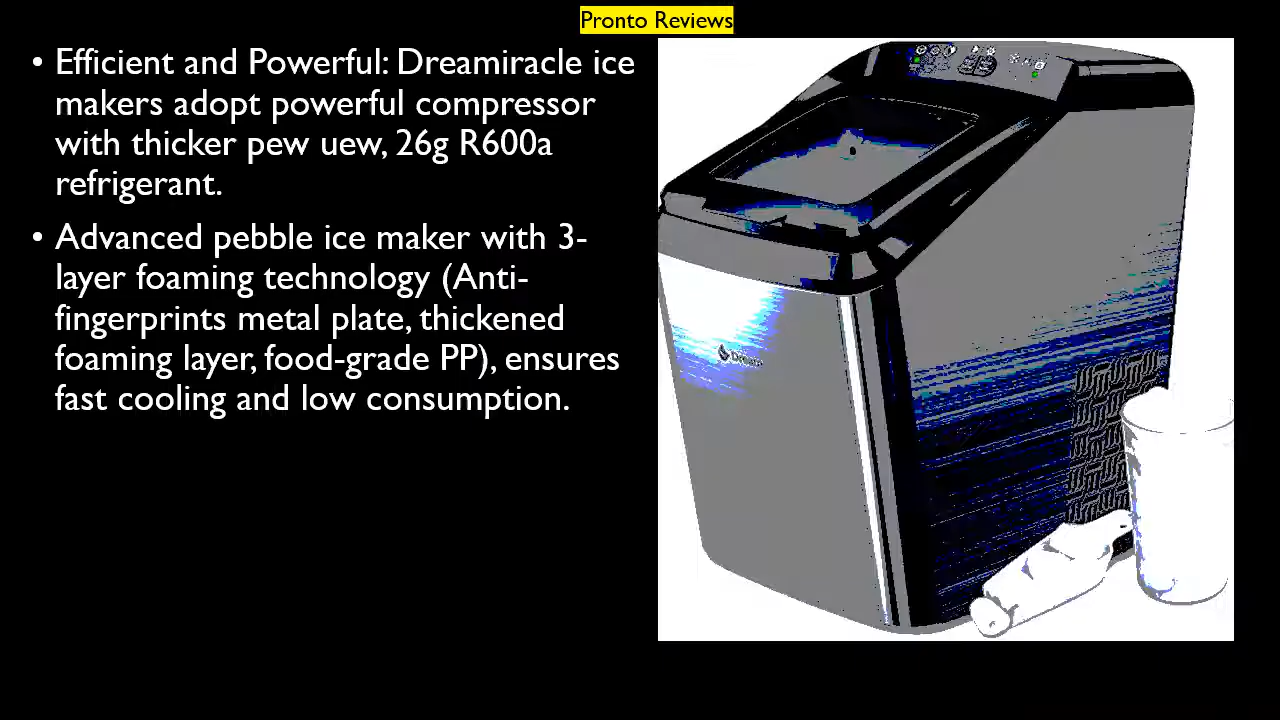 Pronto Reviews
• Efficient and Powerful: Dreamiracle ice
makers adopt powerful compressor
with thicker pew uew, 26g R600a
refrigerant.
• Advanced pebble ice maker with 3-
layer foaming technology (Anti-
fingerprints metal plate, thickened
foaming layer, food-grade PP), ensures
fast cooling and low consumption.